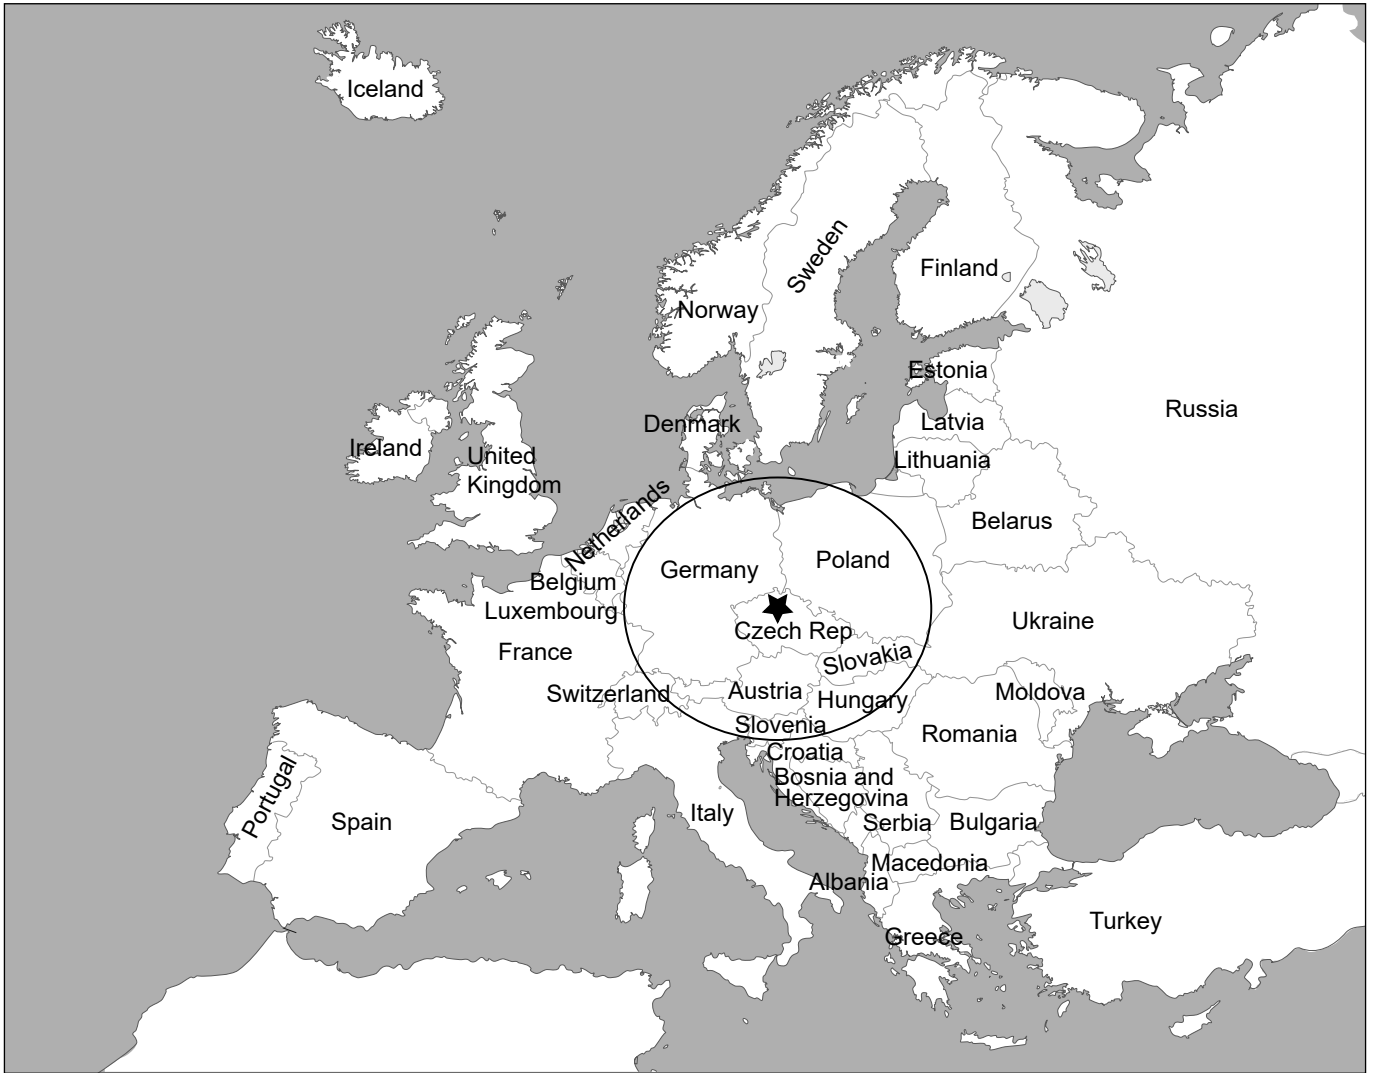 Iceland
Sweden
Finland
Norway
Estonia
Russia
Denmark
Latvia
Ireland
United
Kingdom
Lithuania
Netherlands
Belarus
Germany
Poland
Belgium
Luxembourg
Ukraine
Czech Rep
France
Slovakia
Switzerland
Austria
Hungary
Moldova
Slovenia
Romania
Croatia
Bosnia and
Herzegovina
Portugal
Spain
Italy
Serbia
Bulgaria
Macedonia
Albania
Turkey
Greece